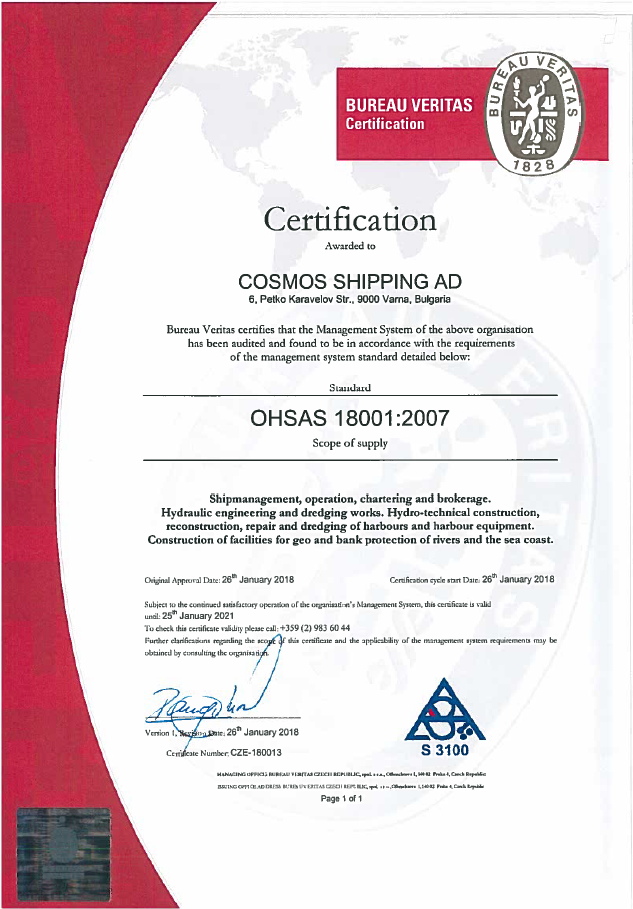 BUREAU VERITAS
Certification
BUREAU VERITAS
1828
Certification
Awarded to
COSMOS SHIPPING AD
6, Petko Karavelov Str., 9000 Varna, Bulgaria
Bureau Veritas certifies that the Management System of the above organisation
has been audited and found to be in accordance with the requirements
of the management system standard detailed below:
Standard
OHSAS 18001:2007
Scope of supply
Shipmanagement, operation, chartering and brokerage.
Hydraulic engineering and dredging works. Hydro-technical construction,
reconstruction, repair and dredging of harbours and harbour equipment.
Construction of facilities for geo and bank protection of rivers and the sea coast.
Original Approval Date: 26th January 2018 Certification cycle start Date: 26th January 2018
Subject to the continued satisfactory operation of the organisation's Management System, this certificate is valid
until: 25th January 2021
To check this certificate validity please call: +359 (2) 983 60 44
Further clarifications regarding the scope of this certificate and the applicability of the management system requirements may be
obtained by consulting the organisation.
Version 1, Revision Date: 26th January 2018
Certificate Number: CZE-180013
S 3100
MANAGING OFFICE: BUREAU VERITAS CZECH REPUBLIC, spol. s r.o., Olbrachtova 1, 140 02 Praha 4, Czech Republic
ISSUING OFFICE ADDRESS BUREAU VERITAS CZECH REPUBLIC, spol. s r.o., Olbrachtova 1, 140 02 Praha 4, Czech Republic
Page 1 of 1